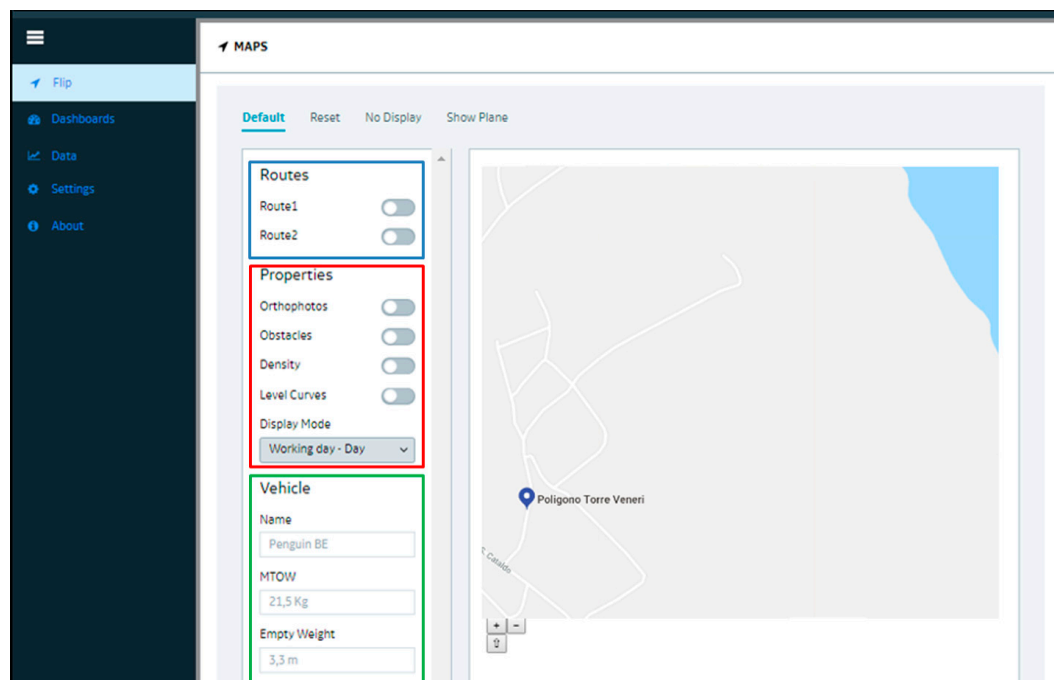 MAPS
Flip
Dashboards
Data
Settings
About
Default Reset No Display Show Plane
Routes
Route1
Route2
Properties
Orthophotos
Obstacles
Density
Level Curves
Display Mode
Working day - Day
Vehicle
Name
Penguin BE
MTOW
21,5 Kg
Empty Weight
3,3 m
Poligono Torre Veneri
S. Cataldo
+ -
⇧